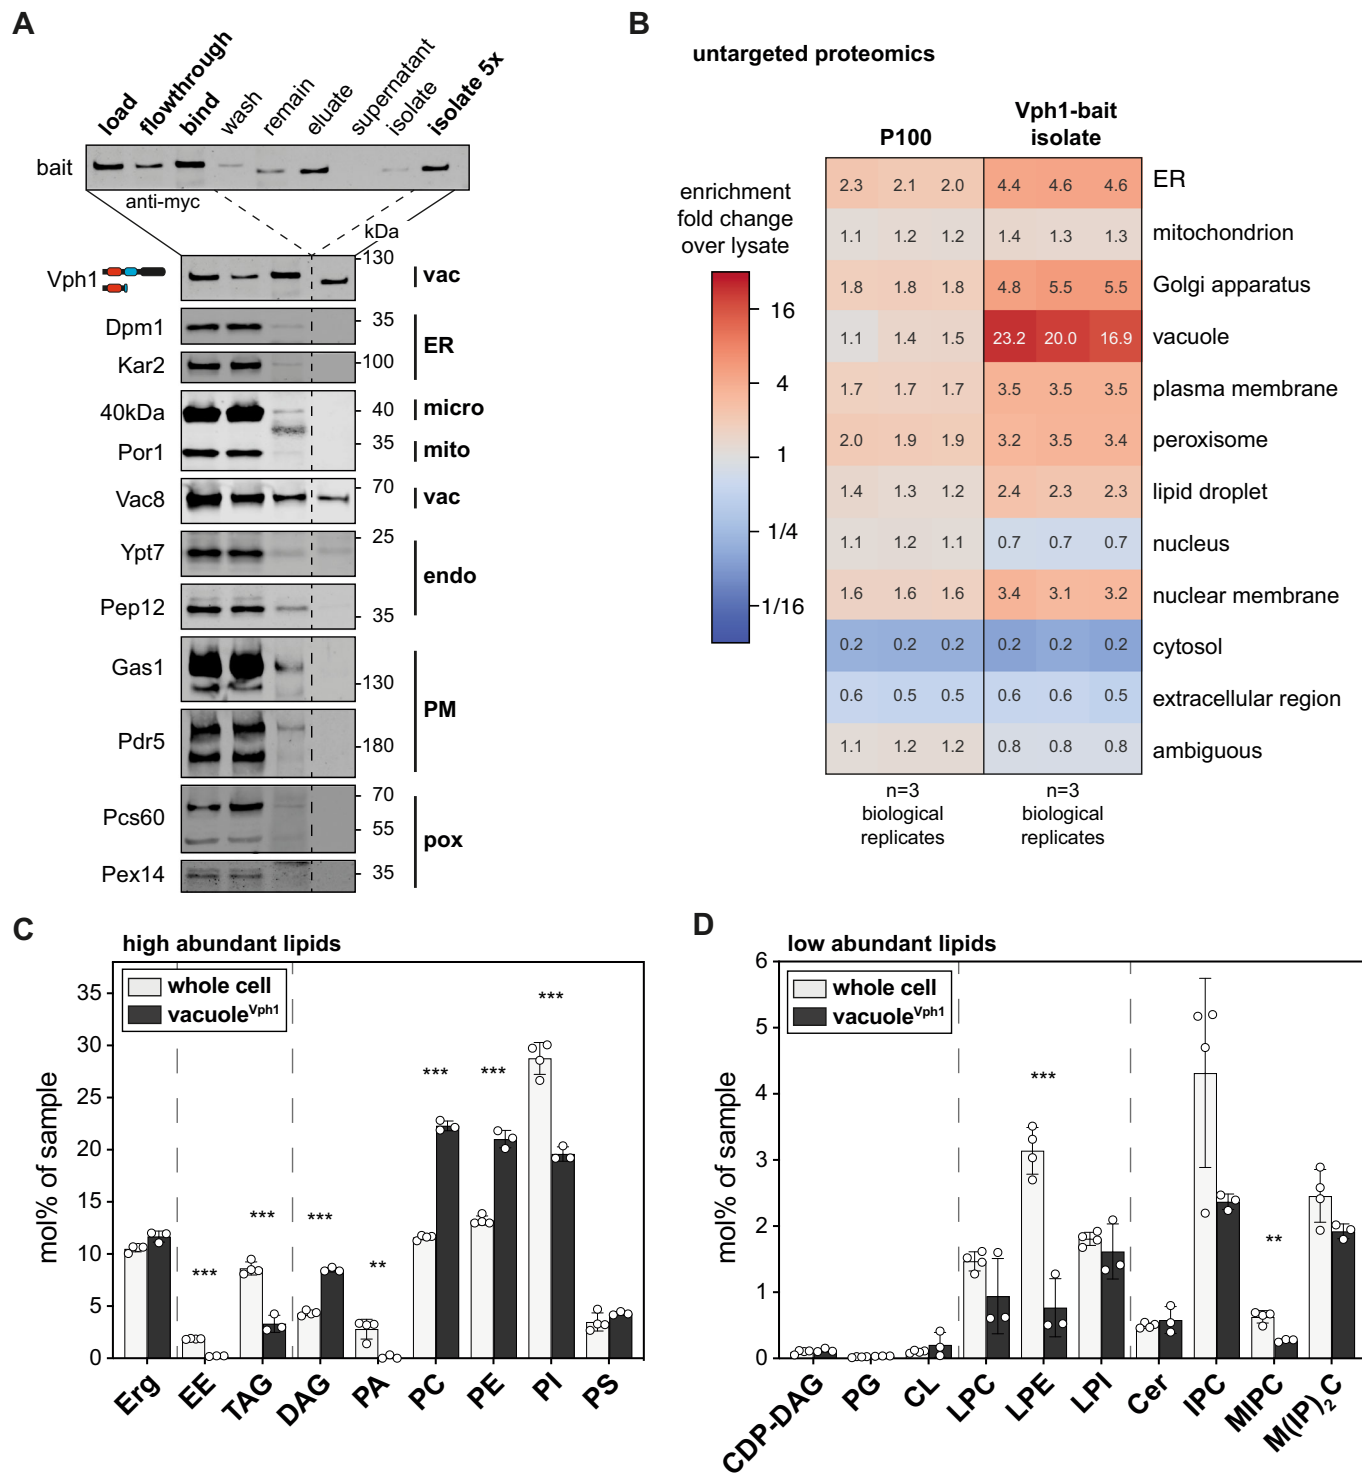 A
load
flowthrough
bind
wash
remain
eluate
supernatant
isolate
isolate 5x
bait
anti-myc
kDa
Vph1
130
vac
Dpm1
35
ER
Kar2
100
40kDa
40
micro
Por1
35
mito
Vac8
70
vac
Ypt7
25
endo
Pep12
35
Gas1
130
PM
Pdr5
180
Pcs60
70
55
pox
Pex14
35
B
untargeted proteomics
P100
Vph1-bait
isolate
enrichment
fold change
over lysate
16
4
1
1/4
1/16
2.3 2.1 2.0 4.4 4.6 4.6 ER
1.1 1.2 1.2 1.4 1.3 1.3 mitochondrion
1.8 1.8 1.8 4.8 5.5 5.5 Golgi apparatus
1.1 1.4 1.5 23.2 20.0 16.9 vacuole
1.7 1.7 1.7 3.5 3.5 3.5 plasma membrane
2.0 1.9 1.9 3.2 3.5 3.4 peroxisome
1.4 1.3 1.2 2.4 2.3 2.3 lipid droplet
1.1 1.2 1.1 0.7 0.7 0.7 nucleus
1.6 1.6 1.6 3.4 3.1 3.2 nuclear membrane
0.2 0.2 0.2 0.2 0.2 0.2 cytosol
0.6 0.5 0.5 0.6 0.6 0.5 extracellular region
1.1 1.2 1.2 0.8 0.8 0.8 ambiguous
n=3
biological
replicates
n=3
biological
replicates
C
high abundant lipids
whole cell
vacuole^Vph1
mol% of sample
35
30
25
20
15
10
5
0
***
***
***
**
***
***
***
Erg
EE
TAG
DAG
PA
PC
PE
PI
PS
D
low abundant lipids
whole cell
vacuole^Vph1
mol% of sample
6
5
4
3
2
1
0
***
**
CDP-DAG
PG
CL
LPC
LPE
LPI
Cer
IPC
MIPC
M(IP)₂C